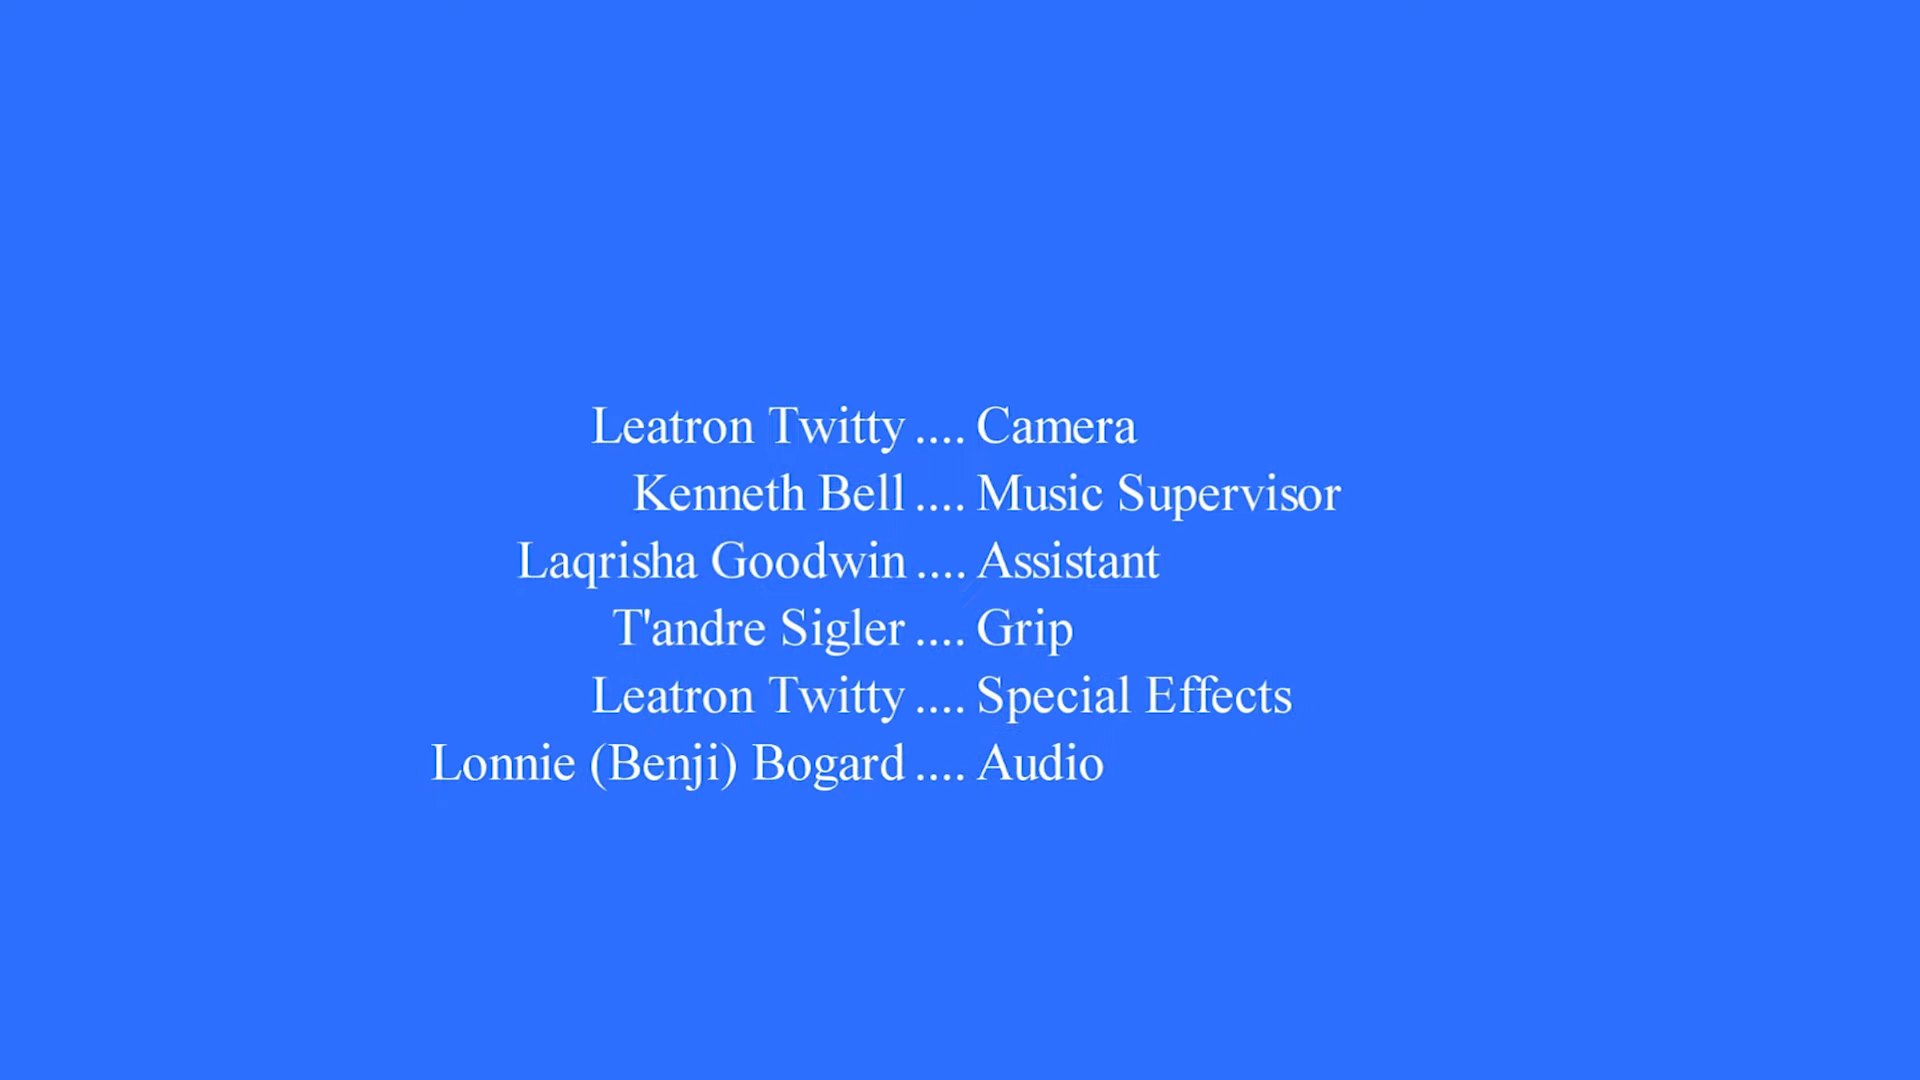 Leatron Twitty .... Camera
Kenneth Bell .... Music Supervisor
Laqrisha Goodwin .... Assistant
T'andre Sigler .... Grip
Leatron Twitty .... Special Effects
Lonnie (Benji) Bogard .... Audio